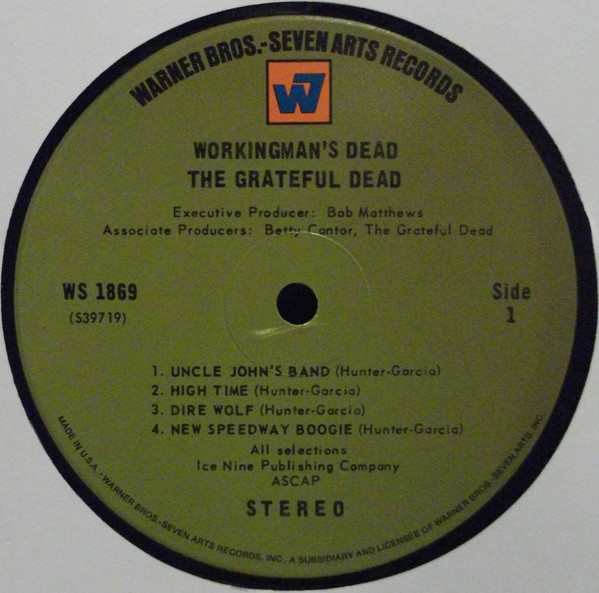 WARNER BROS.-SEVEN ARTS RECORDS
W7
WORKINGMAN'S DEAD
THE GRATEFUL DEAD
Executive Producer: Bob Matthews
Associate Producers: Betty Cantor, The Grateful Dead
WS 1869
(S39719)
Side
1
1. UNCLE JOHN'S BAND (Hunter-Garcia)
2. HIGH TIME (Hunter-Garcia)
3. DIRE WOLF (Hunter-Garcia)
4. NEW SPEEDWAY BOOGIE (Hunter-Garcia)
All selections
Ice Nine Publishing Company
ASCAP
STEREO
MADE IN U.S.A. - WARNER BROS.-SEVEN ARTS RECORDS, INC., A SUBSIDIARY AND LICENSEE OF WARNER BROS.-SEVEN ARTS, INC.